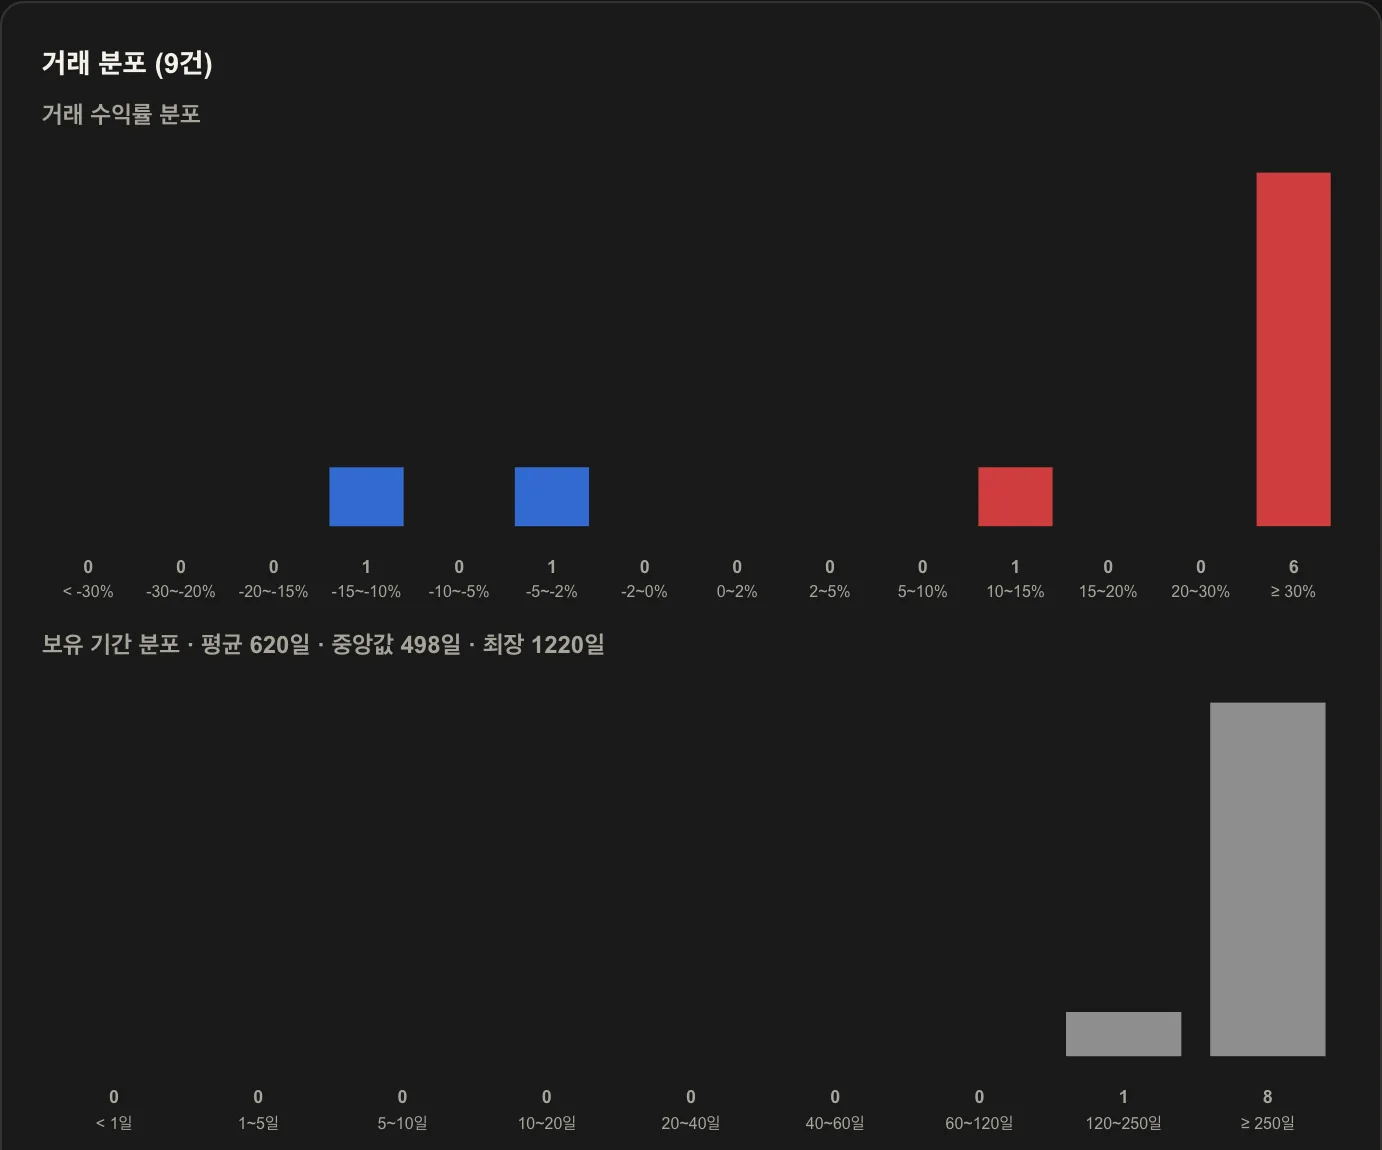 거래 분포 (9건)
거래 수익률 분포
0 0 0 1 0 1 0 0 0 0 1 0 0 6
< -30% -30~-20% -20~-15% -15~-10% -10~-5% -5~-2% -2~0% 0~2% 2~5% 5~10% 10~15% 15~20% 20~30% ≥ 30%
보유 기간 분포 · 평균 620일 · 중앙값 498일 · 최장 1220일
0 0 0 0 0 0 0 1 8
< 1일 1~5일 5~10일 10~20일 20~40일 40~60일 60~120일 120~250일 ≥ 250일